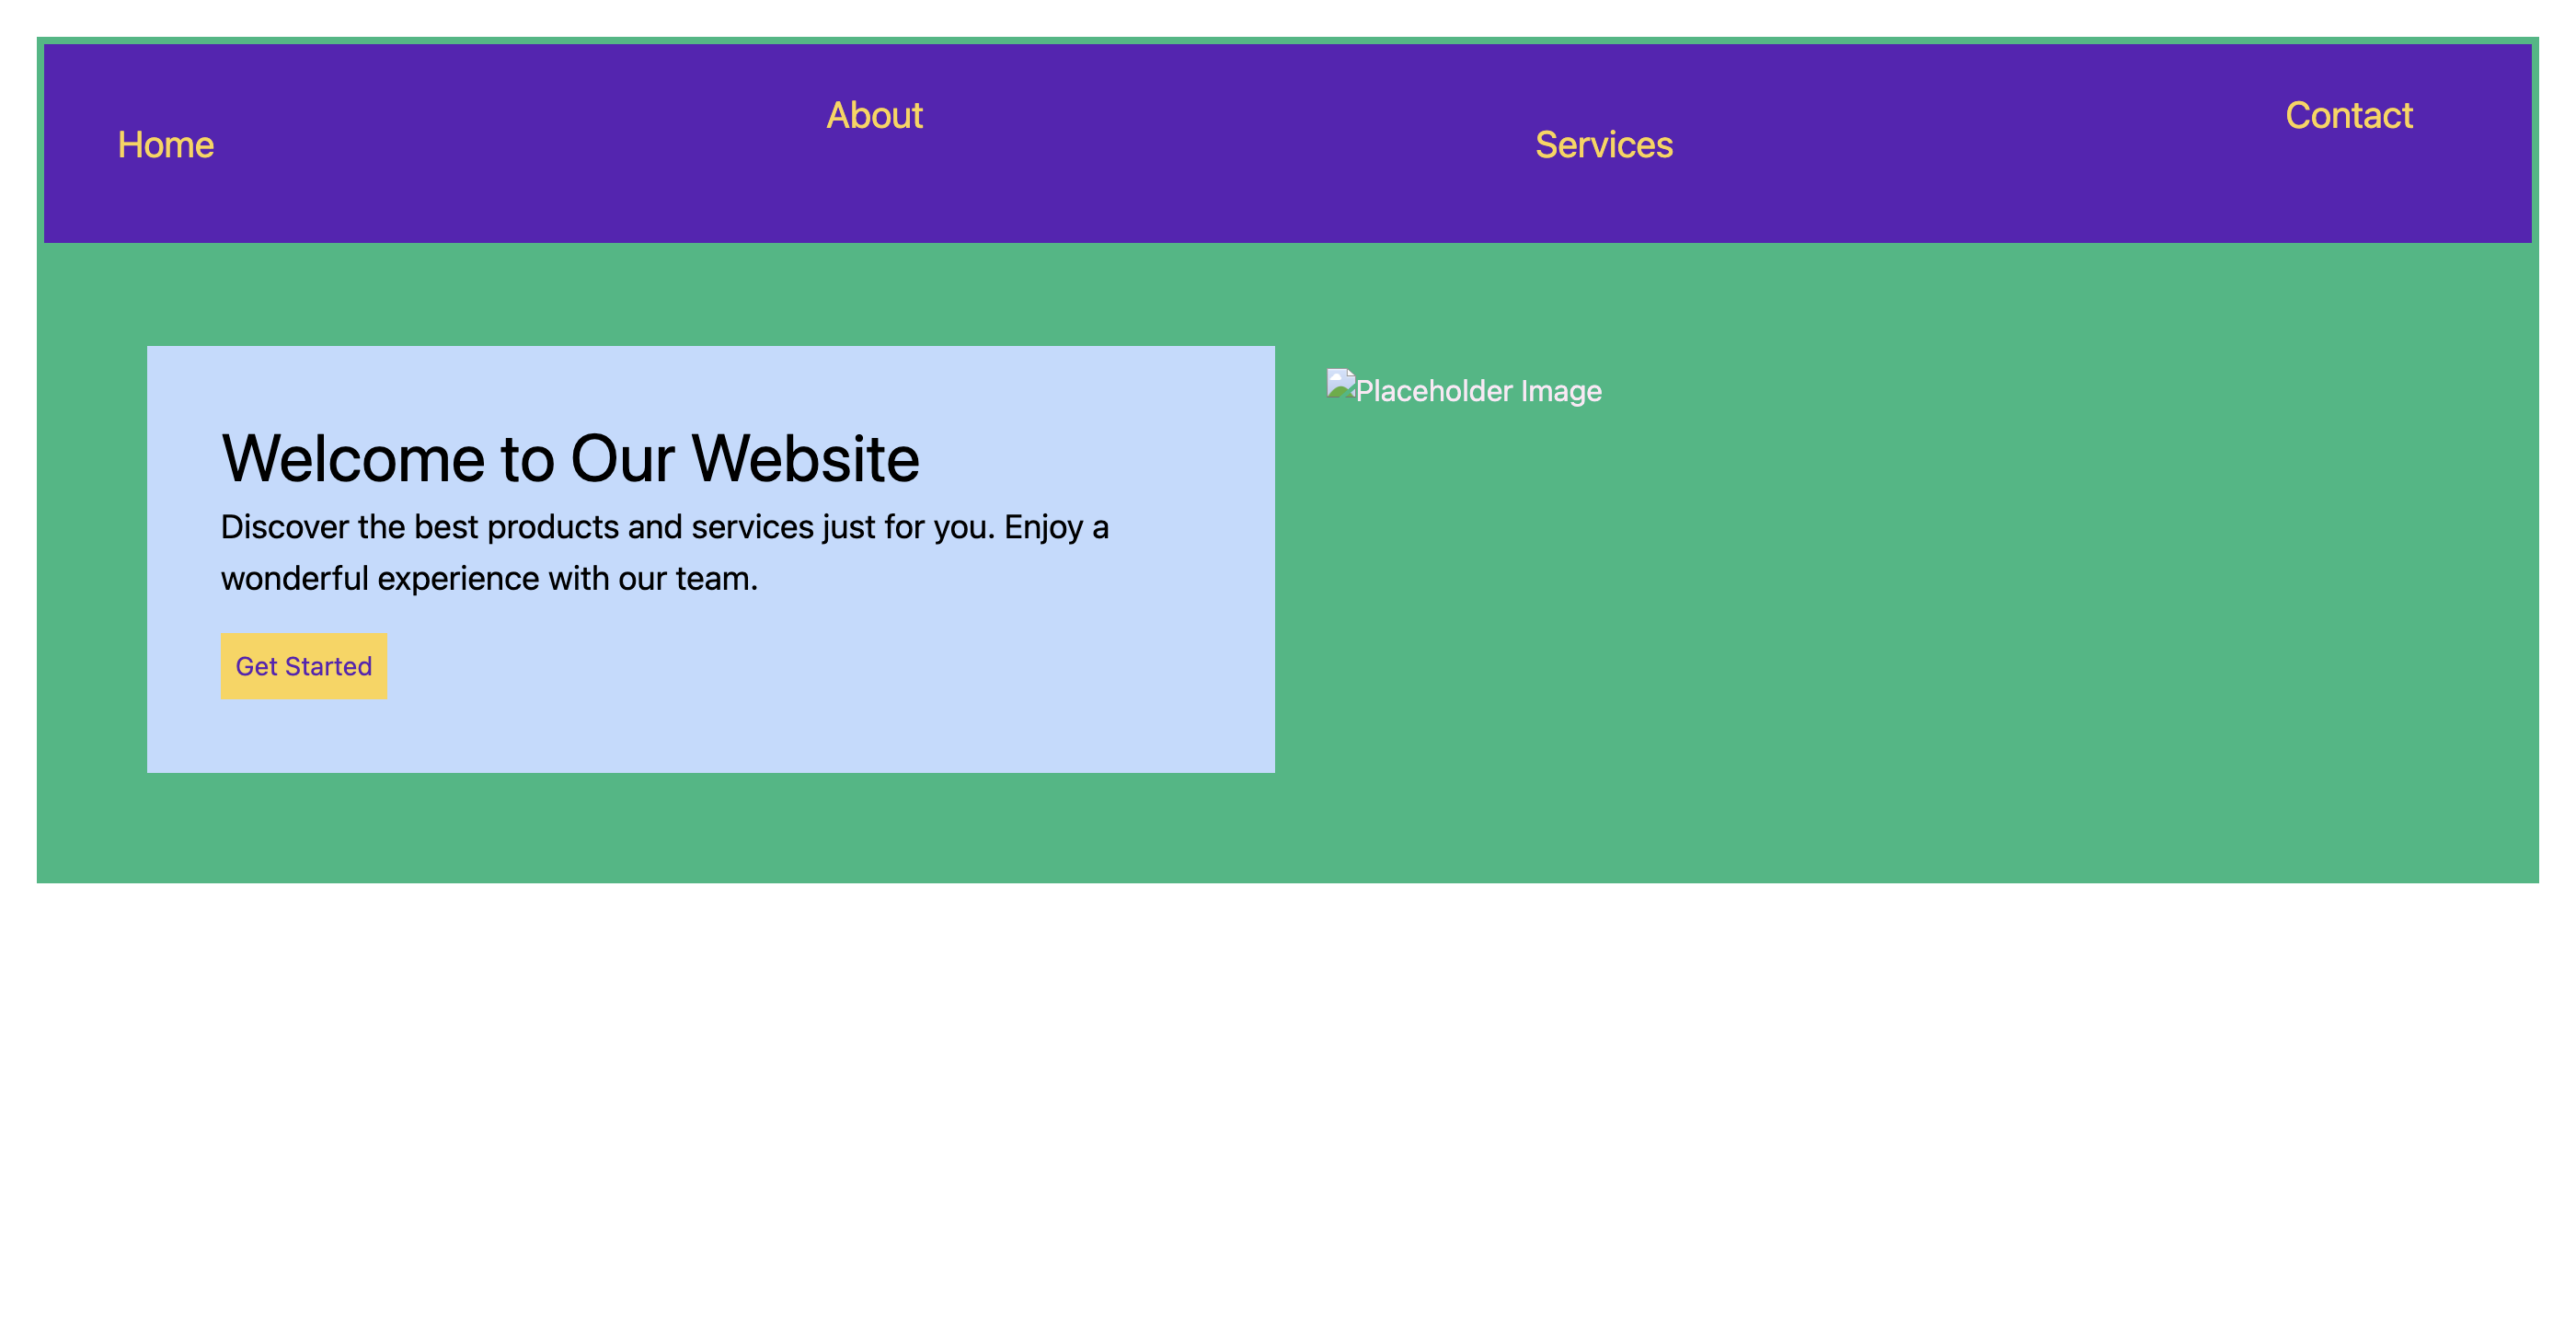 Home
About
Services
Contact
Welcome to Our Website
Discover the best products and services just for you. Enjoy a
wonderful experience with our team.
Get Started
Placeholder Image